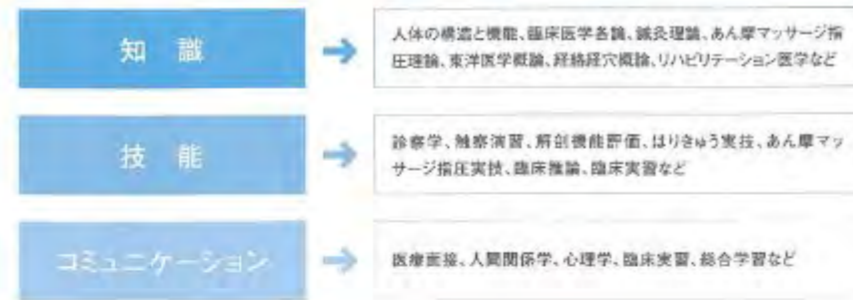 知 識
人体の構造と機能、臨床医学各論、鍼灸理論、あん摩マッサージ指
圧理論、東洋医学概論、経絡経穴概論、リハビリテーション医学など
技 能
診察学、触察演習、解剖機能評価、はりきゅう実技、あん摩マッ
サージ指圧実技、臨床推論、臨床実習など
コミュニケーション
医療面接、人間関係学、心理学、臨床実習、総合学習など